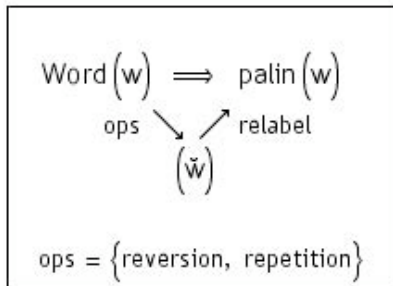 Word (w) ⟹ palin (w)
ops ↘ ↗ relabel
(w̌)
ops = {reversion, repetition}